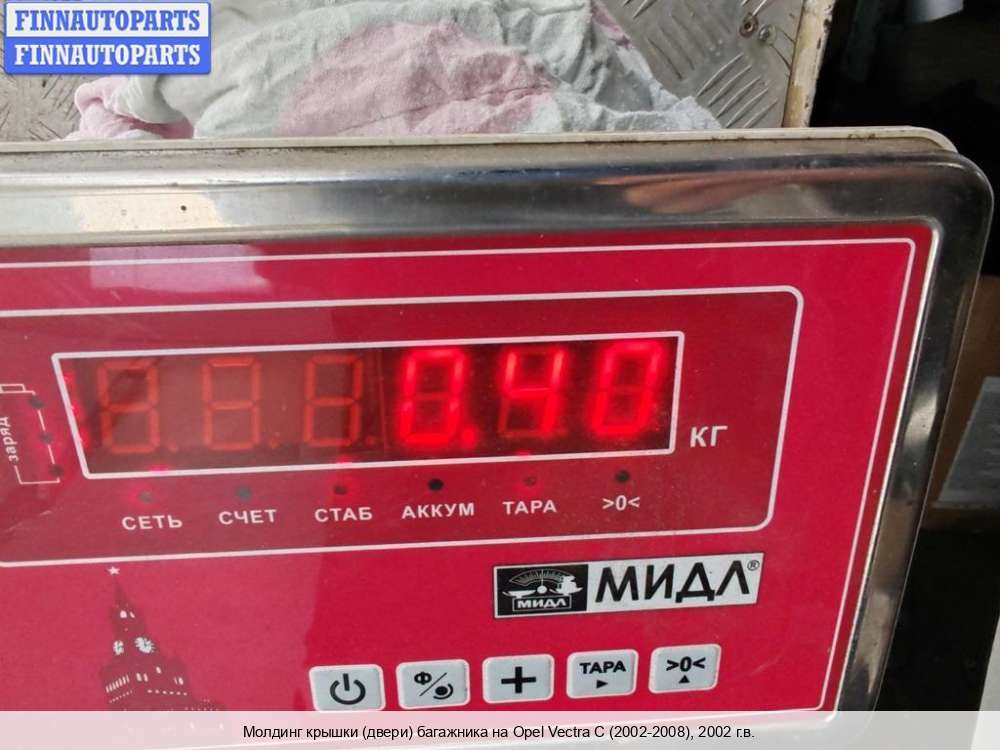 FINNAUTOPARTS
FINNAUTOPARTS
0.40
КГ
заряд
СЕТЬ СЧЕТ СТАБ АККУМ ТАРА >0<
МИДЛ МИДЛ®
Ф ТАРА >0<
Молдинг крышки (двери) багажника на Opel Vectra C (2002-2008), 2002 г.в.